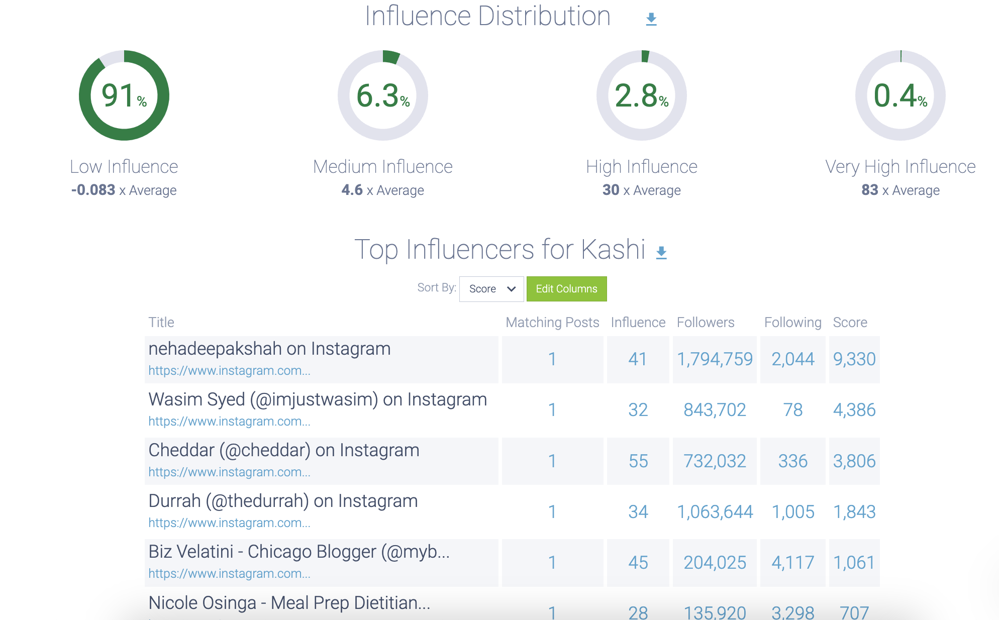 Influence Distribution
91%
6.3%
2.8%
0.4%
Low Influence
Medium Influence
High Influence
Very High Influence
-0.083 x Average
4.6 x Average
30 x Average
83 x Average
Top Influencers for Kashi
Sort By: Score Edit Columns
Title Matching Posts Influence Followers Following Score
nehadeepakshah on Instagram
https://www.instagram.com...
1 41 1,794,759 2,044 9,330
Wasim Syed (@imjustwasim) on Instagram
https://www.instagram.com...
1 32 843,702 78 4,386
Cheddar (@cheddar) on Instagram
https://www.instagram.com...
1 55 732,032 336 3,806
Durrah (@thedurrah) on Instagram
https://www.instagram.com...
1 34 1,063,644 1,005 1,843
Biz Velatini - Chicago Blogger (@myb...
https://www.instagram.com...
1 45 204,025 4,117 1,061
Nicole Osinga - Meal Prep Dietitian...
1 28 135,920 3,298 707